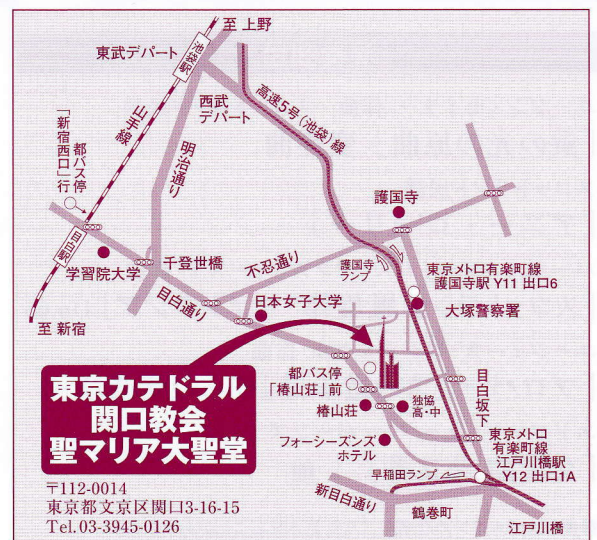 至 上野
東武デパート
池袋駅
西武
デパート
高速5号(池袋)線
山手線
明治通り
都バス停
「新宿西口」行
護国寺
目白駅
学習院大学
千登世橋
不忍通り
護国寺
ランプ
東京メトロ有楽町線
護国寺駅 Y11 出口6
大塚警察署
目白通り
日本女子大学
至 新宿
都バス停
「椿山荘」前
椿山荘
独協
高・中
目白坂下
東京カテドラル
関口教会
聖マリア大聖堂
フォーシーズンズ
ホテル
東京メトロ
有楽町線
江戸川橋駅
Y12 出口1A
早稲田ランプ
新目白通り
鶴巻町
江戸川橋
〒112-0014
東京都文京区関口3-16-15
Tel.03-3945-0126